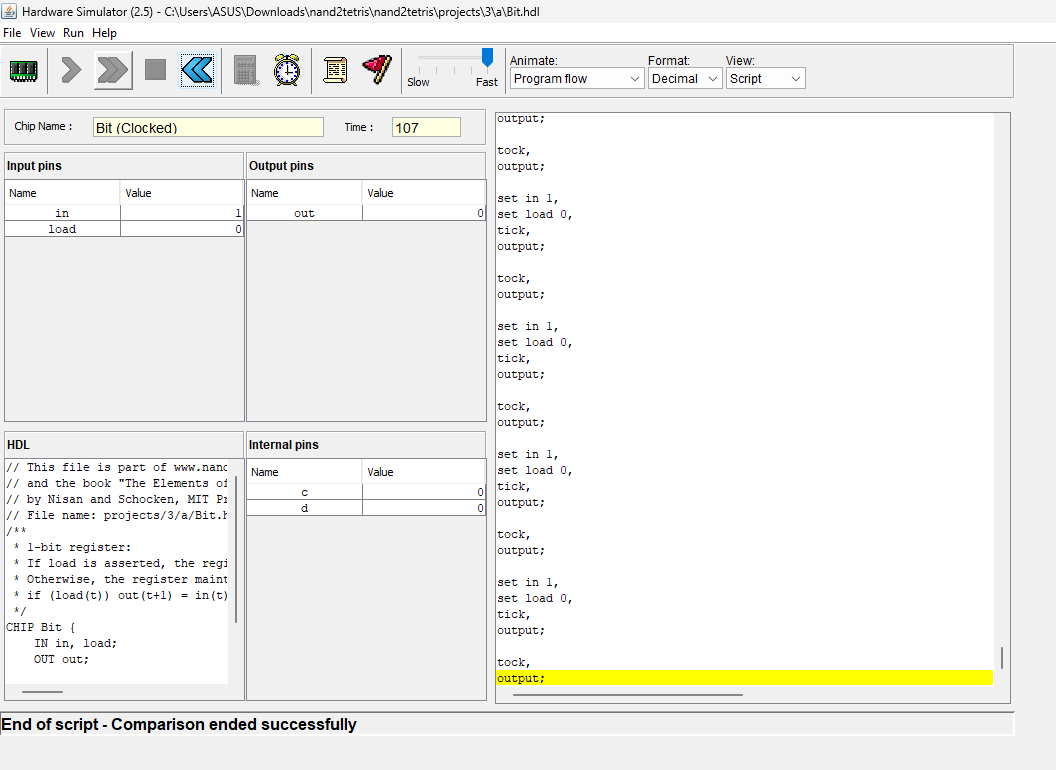 Hardware Simulator (2.5) - C:\Users\ASUS\Downloads\nand2tetris\nand2tetris\projects\3\a\Bit.hdl
File View Run Help
Slow Fast
Animate: Format: View:
Program flow Decimal Script
Chip Name : Bit (Clocked) Time : 107
Input pins
Name Value
in 1
load 0
Output pins
Name Value
out 0
HDL
// This file is part of www.nand
// and the book "The Elements of
// by Nisan and Schocken, MIT Pr
// File name: projects/3/a/Bit.h
/**
* 1-bit register:
* If load is asserted, the regi
* Otherwise, the register maint
* if (load(t)) out(t+1) = in(t)
*/
CHIP Bit {
IN in, load;
OUT out;
Internal pins
Name Value
c 0
d 0
output;
tock,
output;
set in 1,
set load 0,
tick,
output;
tock,
output;
set in 1,
set load 0,
tick,
output;
tock,
output;
set in 1,
set load 0,
tick,
output;
tock,
output;
set in 1,
set load 0,
tick,
output;
tock,
output;
End of script - Comparison ended successfully